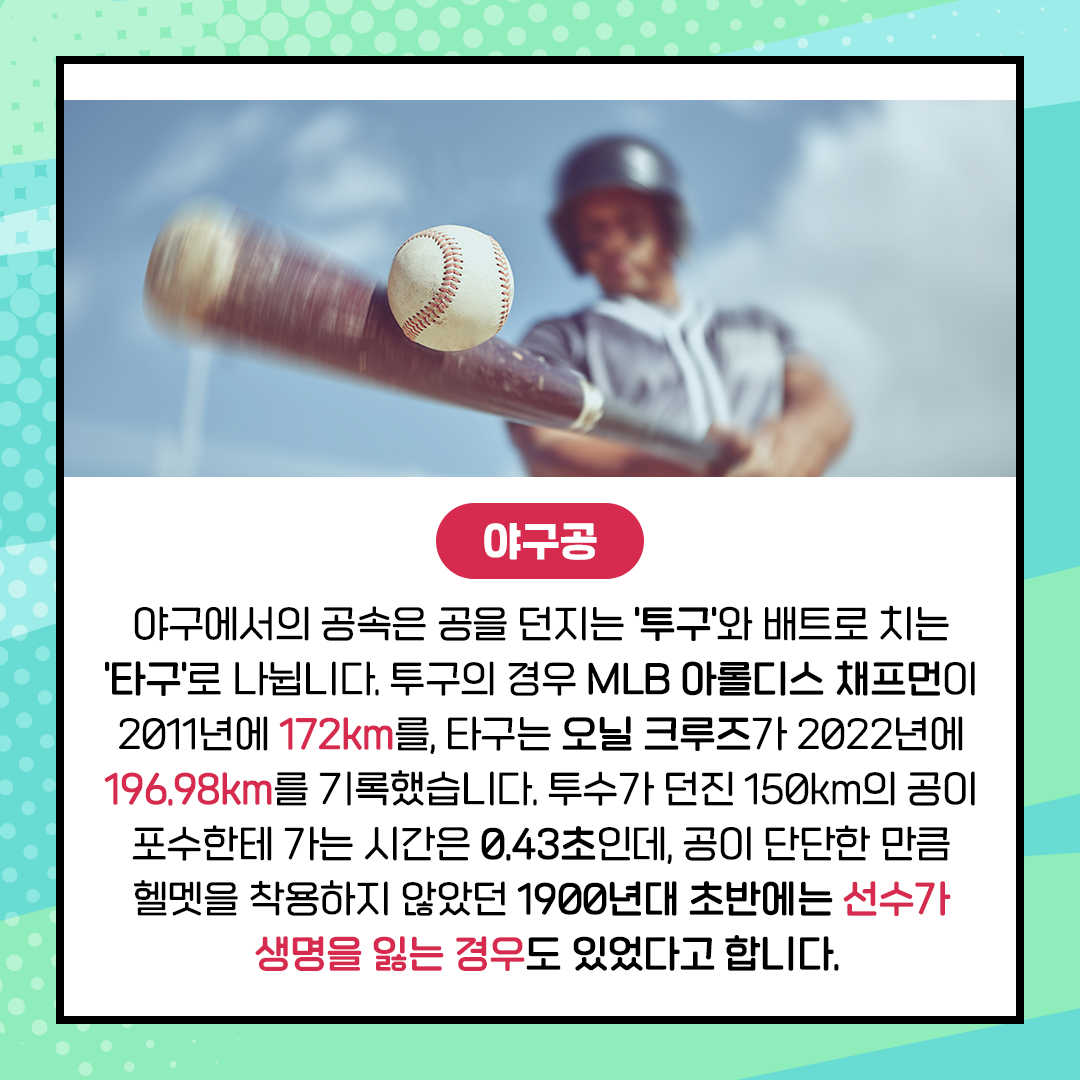 야구공
야구에서의 공속은 공을 던지는 '투구'와 배트로 치는
'타구'로 나뉩니다. 투구의 경우 MLB 아롤디스 채프먼이
2011년에 172km를, 타구는 오닐 크루즈가 2022년에
196.98km를 기록했습니다. 투수가 던진 150km의 공이
포수한테 가는 시간은 0.43초인데, 공이 단단한 만큼
헬멧을 착용하지 않았던 1900년대 초반에는 선수가
생명을 잃는 경우도 있었다고 합니다.